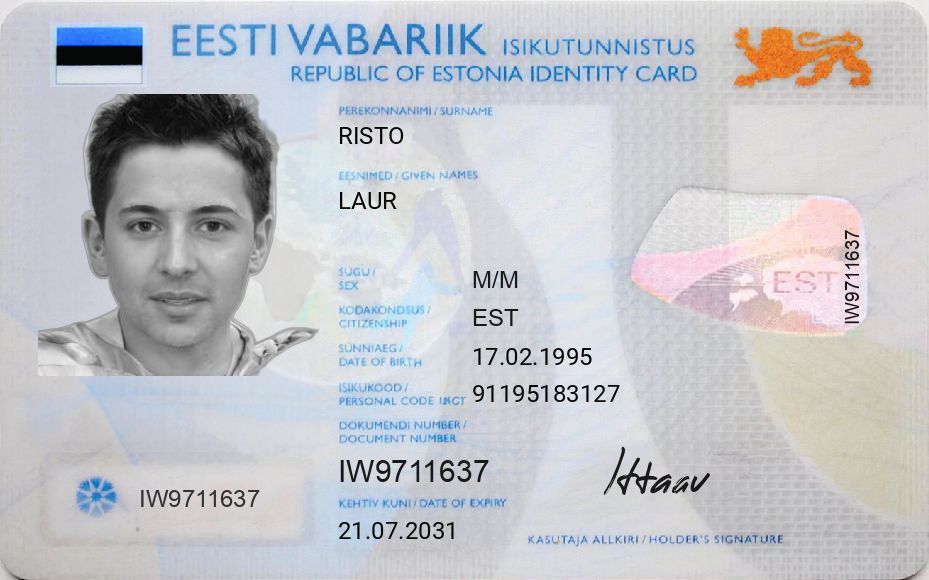 EESTI VABARIIK ISIKUTUNNISTUS
REPUBLIC OF ESTONIA IDENTITY CARD
PEREKONNANIMI / SURNAME
RISTO
EESNIMED / GIVEN NAMES
LAUR
SUGU /
SEX
M/M
KODAKONDSUS /
CITIZENSHIP
EST
SÜNNIAEG /
DATE OF BIRTH
17.02.1995
ISIKUKOOD /
PERSONAL CODE
91195183127
DOKUMENDI NUMBER /
DOCUMENT NUMBER
IW9711637
KEHTIV KUNI / DATE OF EXPIRY
21.07.2031
IW9711637
EST
IW9711637
KASUTAJA ALLKIRI / HOLDER'S SIGNATURE